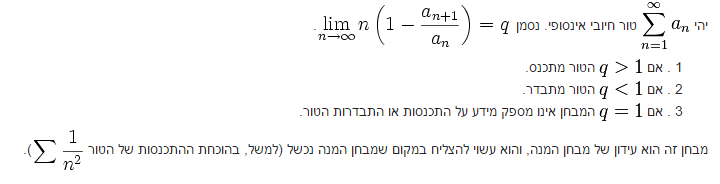 יהי $\sum_{n=1}^{\infty} a_n$ טור חיובי אינסופי. נסמן $\lim_{n\to\infty} n\left(1-\frac{a_{n+1}}{a_n}\right)=q$.
1. אם $q>1$ הטור מתכנס.
2. אם $q<1$ הטור מתבדר.
3. אם $q=1$ המבחן אינו מספק מידע על התכנסות או התבדרות הטור.
מבחן זה הוא עידון של מבחן המנה, והוא עשוי להצליח במקום שמבחן המנה נכשל (למשל, בהוכחת ההתכנסות של הטור $\sum\frac{1}{n^2}$).